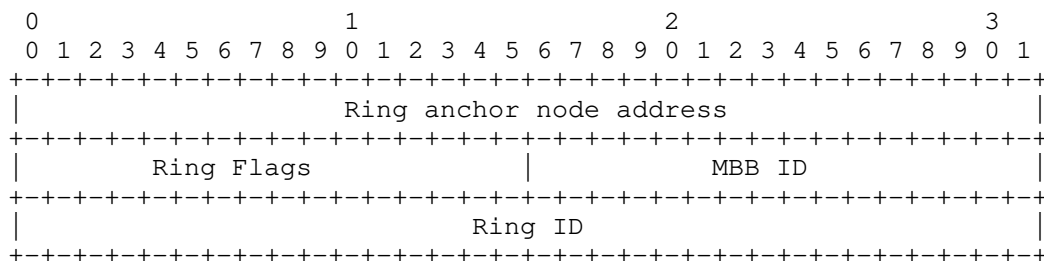 0                   1                   2                   3
 0 1 2 3 4 5 6 7 8 9 0 1 2 3 4 5 6 7 8 9 0 1 2 3 4 5 6 7 8 9 0 1
+-+-+-+-+-+-+-+-+-+-+-+-+-+-+-+-+-+-+-+-+-+-+-+-+-+-+-+-+-+-+-+-+
|                    Ring anchor node address                   |
+-+-+-+-+-+-+-+-+-+-+-+-+-+-+-+-+-+-+-+-+-+-+-+-+-+-+-+-+-+-+-+-+
|        Ring Flags             |           MBB ID              |
+-+-+-+-+-+-+-+-+-+-+-+-+-+-+-+-+-+-+-+-+-+-+-+-+-+-+-+-+-+-+-+-+
|                            Ring ID                            |
+-+-+-+-+-+-+-+-+-+-+-+-+-+-+-+-+-+-+-+-+-+-+-+-+-+-+-+-+-+-+-+-+